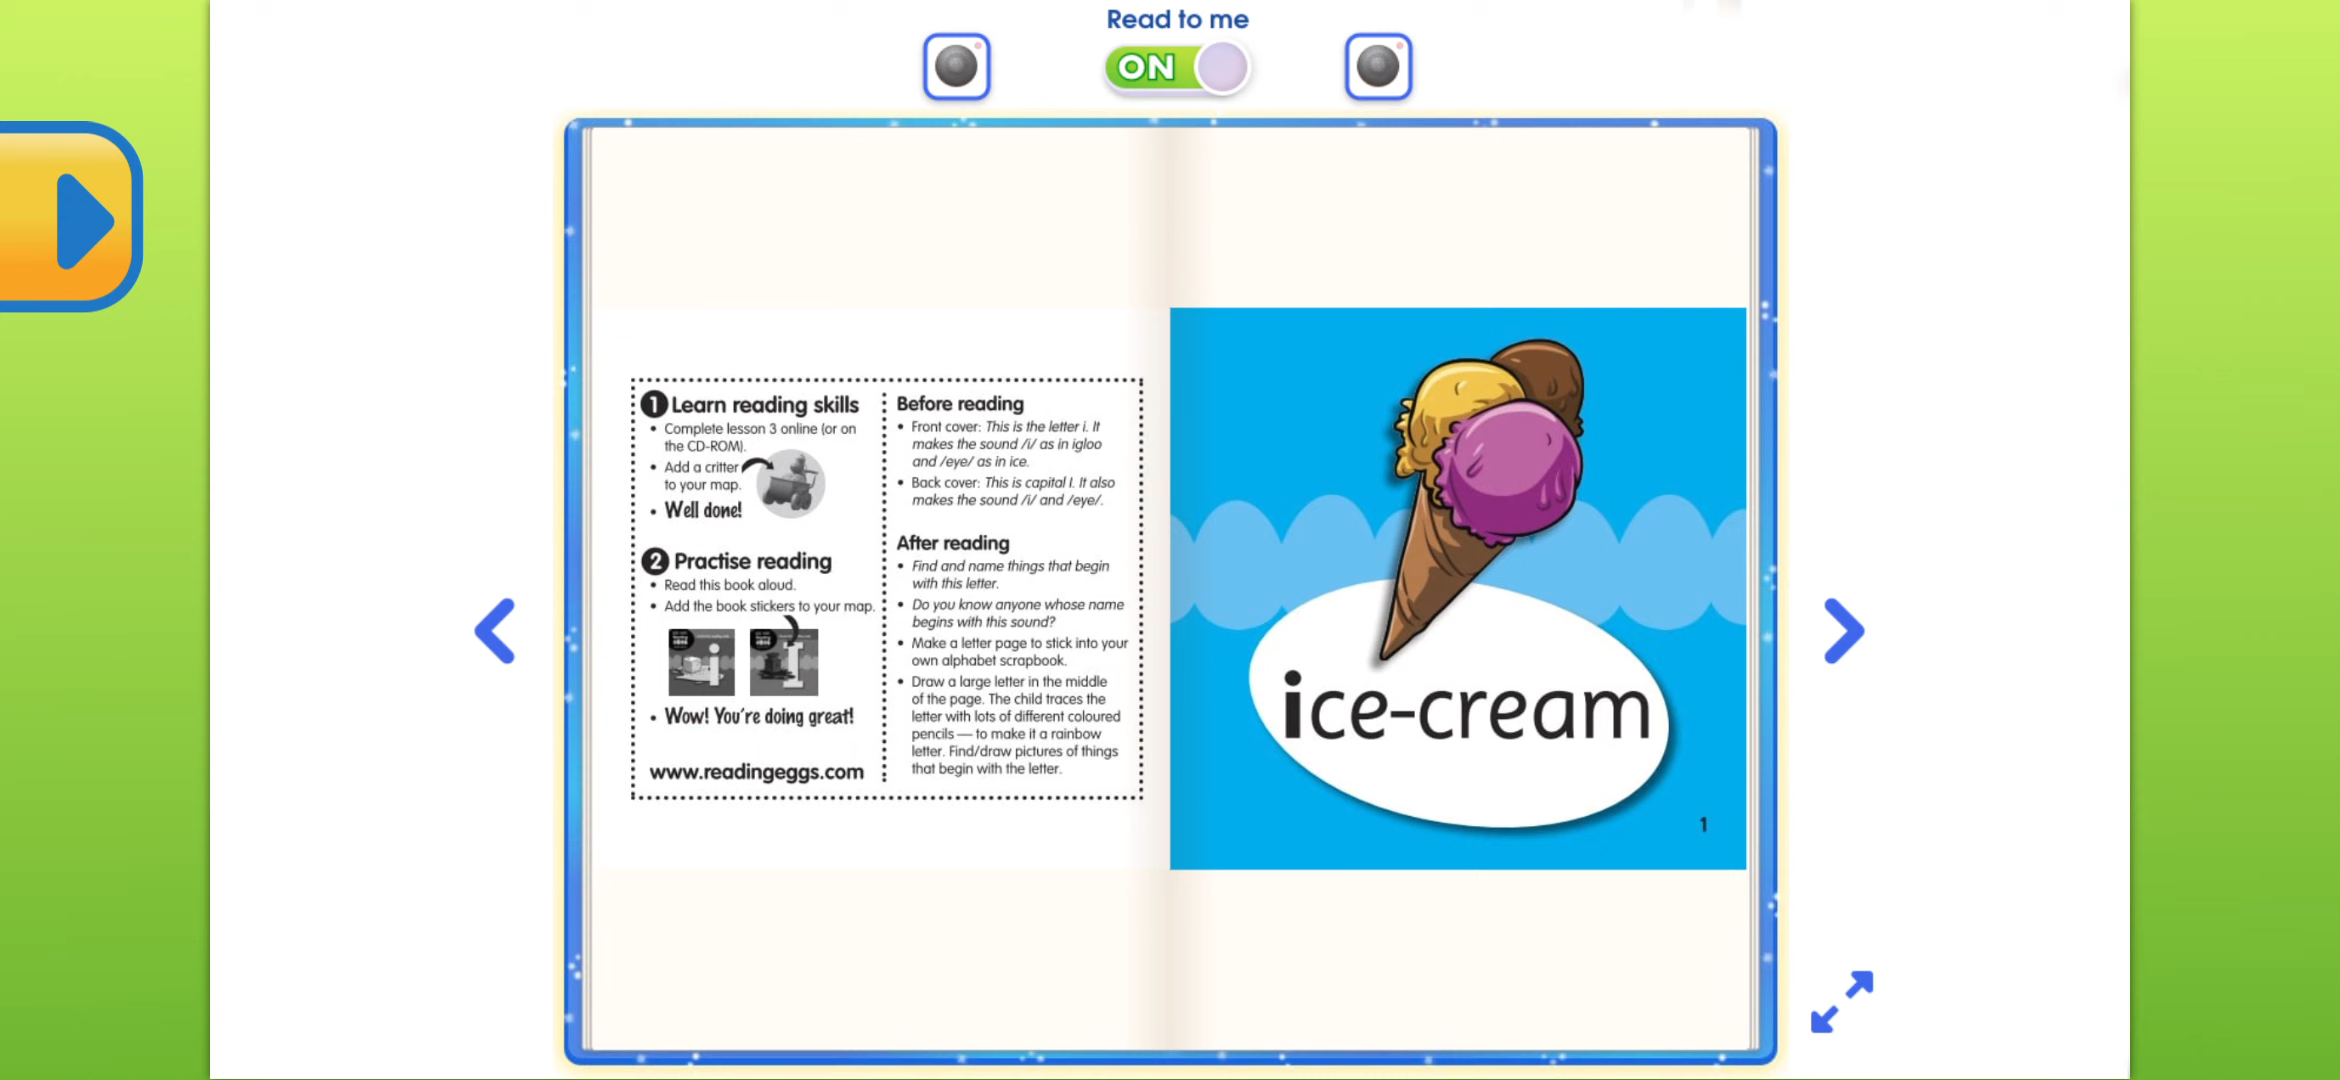 Read to me
ON
1 Learn reading skills
• Complete lesson 3 online (or on
the CD-ROM).
• Add a critter
to your map.
• Well done!
2 Practise reading
• Read this book aloud.
• Add the book stickers to your map.
• Wow! You're doing great!
www.readingeggs.com
Before reading
• Front cover: This is the letter i. It
makes the sound /i/ as in igloo
and /eye/ as in ice.
• Back cover: This is capital I. It also
makes the sound /i/ and /eye/.
After reading
• Find and name things that begin
with this letter.
• Do you know anyone whose name
begins with this sound?
• Make a letter page to stick into your
own alphabet scrapbook.
• Draw a large letter in the middle
of the page. The child traces the
letter with lots of different coloured
pencils — to make it a rainbow
letter. Find/draw pictures of things
that begin with the letter.
ice-cream
1